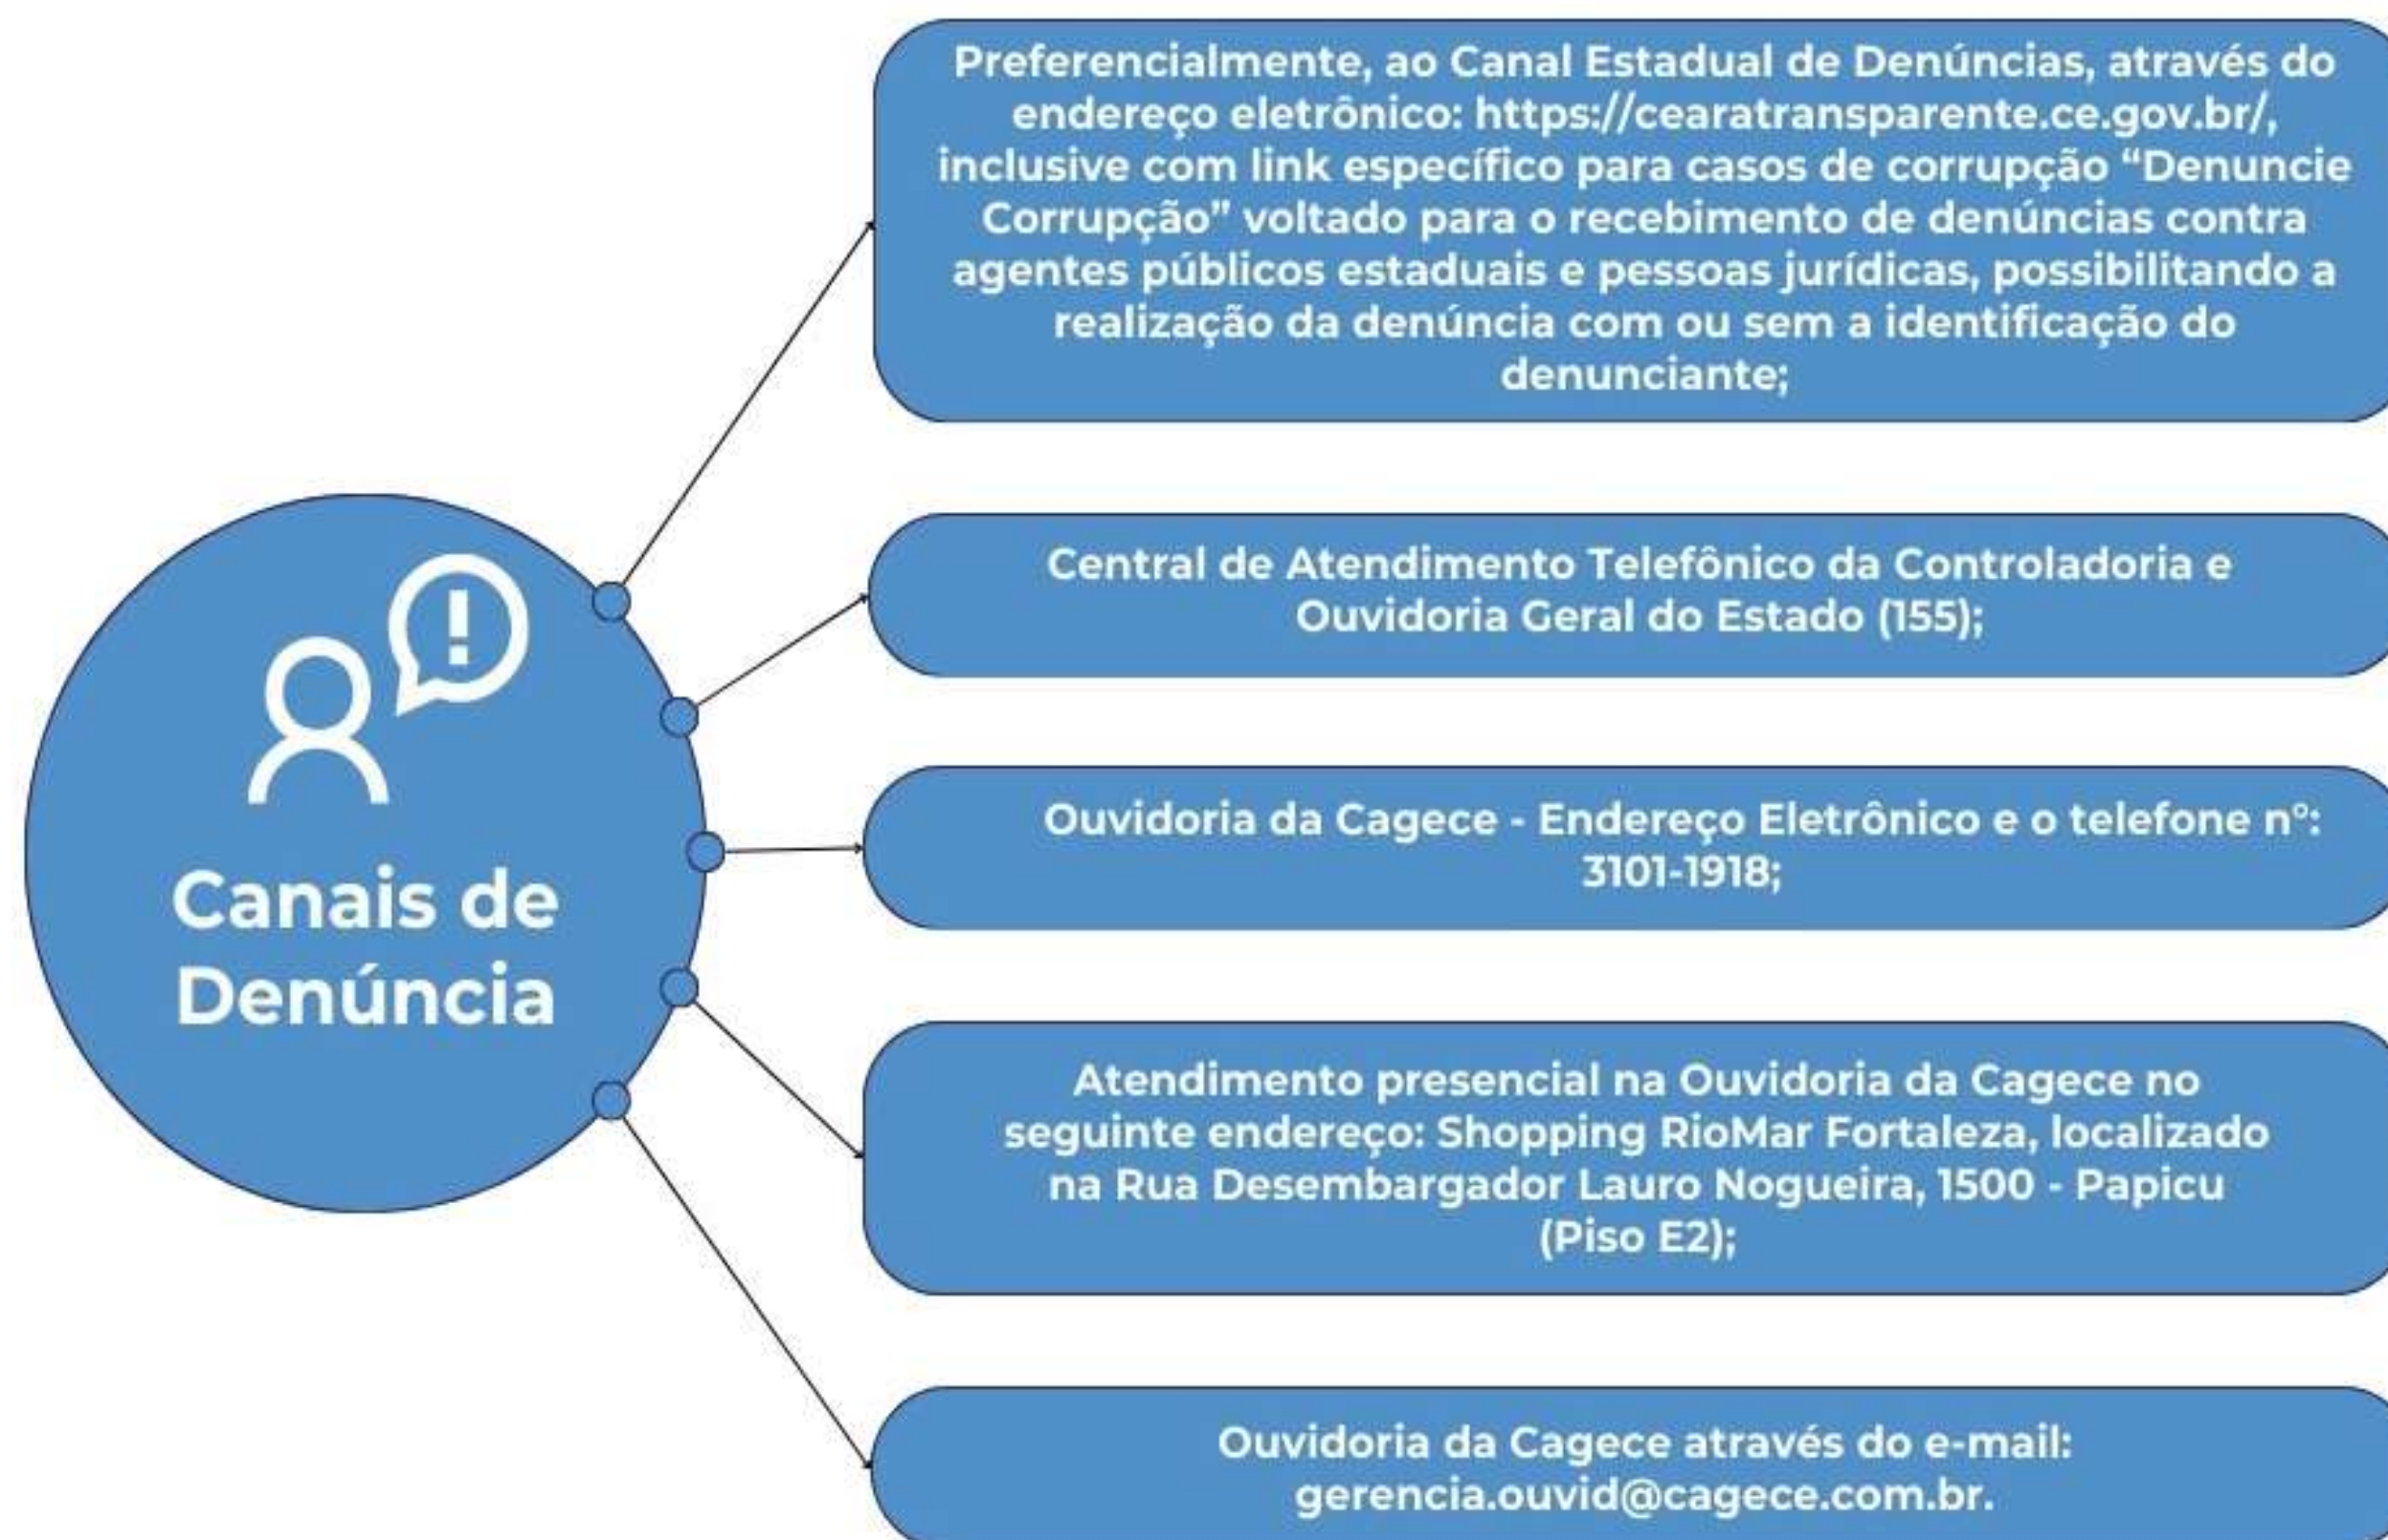 Preferencialmente, ao Canal Estadual de Denúncias, através do
endereço eletrônico: https://cearatransparente.ce.gov.br/,
inclusive com link específico para casos de corrupção “Denuncie
Corrupção” voltado para o recebimento de denúncias contra
agentes públicos estaduais e pessoas jurídicas, possibilitando a
realização da denúncia com ou sem a identificação do
denunciante;
Central de Atendimento Telefônico da Controladoria e
Ouvidoria Geral do Estado (155);
Ouvidoria da Cagece - Endereço Eletrônico e o telefone nº:
3101-1918;
Canais de
Denúncia
Atendimento presencial na Ouvidoria da Cagece no
seguinte endereço: Shopping RioMar Fortaleza, localizado
na Rua Desembargador Lauro Nogueira, 1500 - Papicu
(Piso E2);
Ouvidoria da Cagece através do e-mail:
gerencia.ouvid@cagece.com.br.